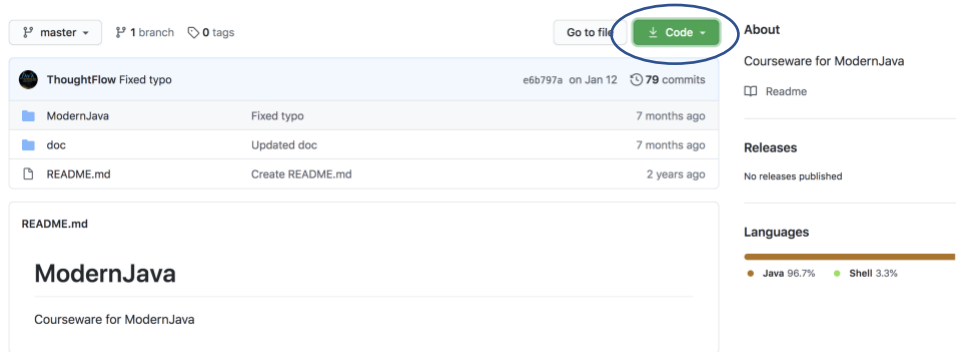 master
1 branch
0 tags
Go to file
Code
ThoughtFlow Fixed typo
e6b797a on Jan 12
79 commits
ModernJava Fixed typo 7 months ago
doc Updated doc 7 months ago
README.md Create README.md 2 years ago
README.md
ModernJava
Courseware for ModernJava
About
Courseware for ModernJava
Readme
Releases
No releases published
Languages
Java 96.7%
Shell 3.3%